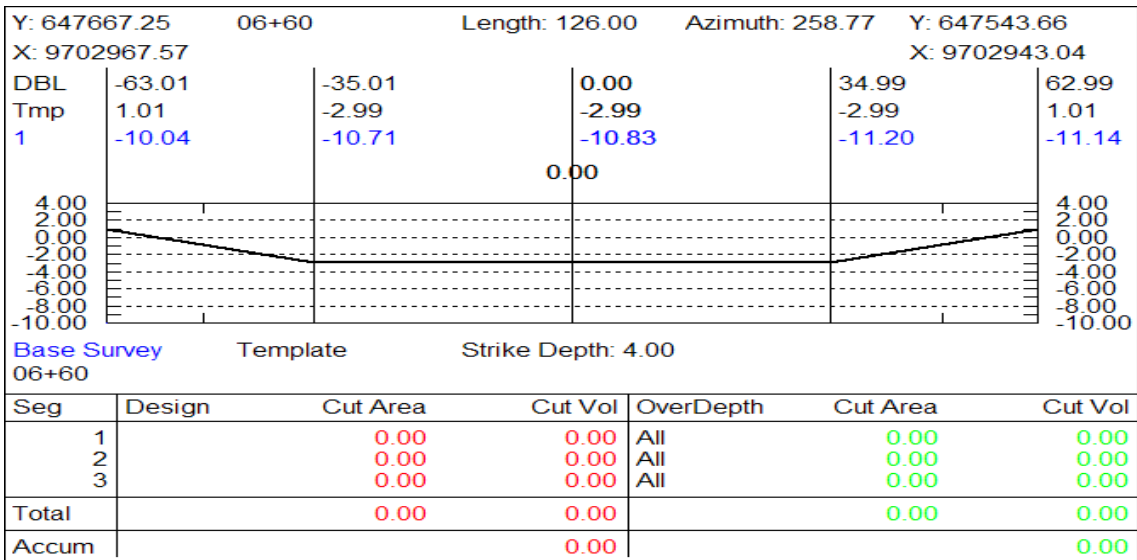 Y: 647667.25 06+60 Length: 126.00 Azimuth: 258.77 Y: 647543.66
X: 9702967.57 X: 9702943.04
DBL -63.01 -35.01 0.00 34.99 62.99
Tmp 1.01 -2.99 -2.99 -2.99 1.01
1 -10.04 -10.71 -10.83 -11.20 -11.14
0.00
4.00 4.00
2.00 2.00
0.00 0.00
-2.00 -2.00
-4.00 -4.00
-6.00 -6.00
-8.00 -8.00
-10.00 -10.00
Base Survey Template Strike Depth: 4.00
06+60
Seg Design Cut Area Cut Vol OverDepth Cut Area Cut Vol
1 0.00 0.00 All 0.00 0.00
2 0.00 0.00 All 0.00 0.00
3 0.00 0.00 All 0.00 0.00
Total 0.00 0.00 0.00 0.00
Accum 0.00 0.00